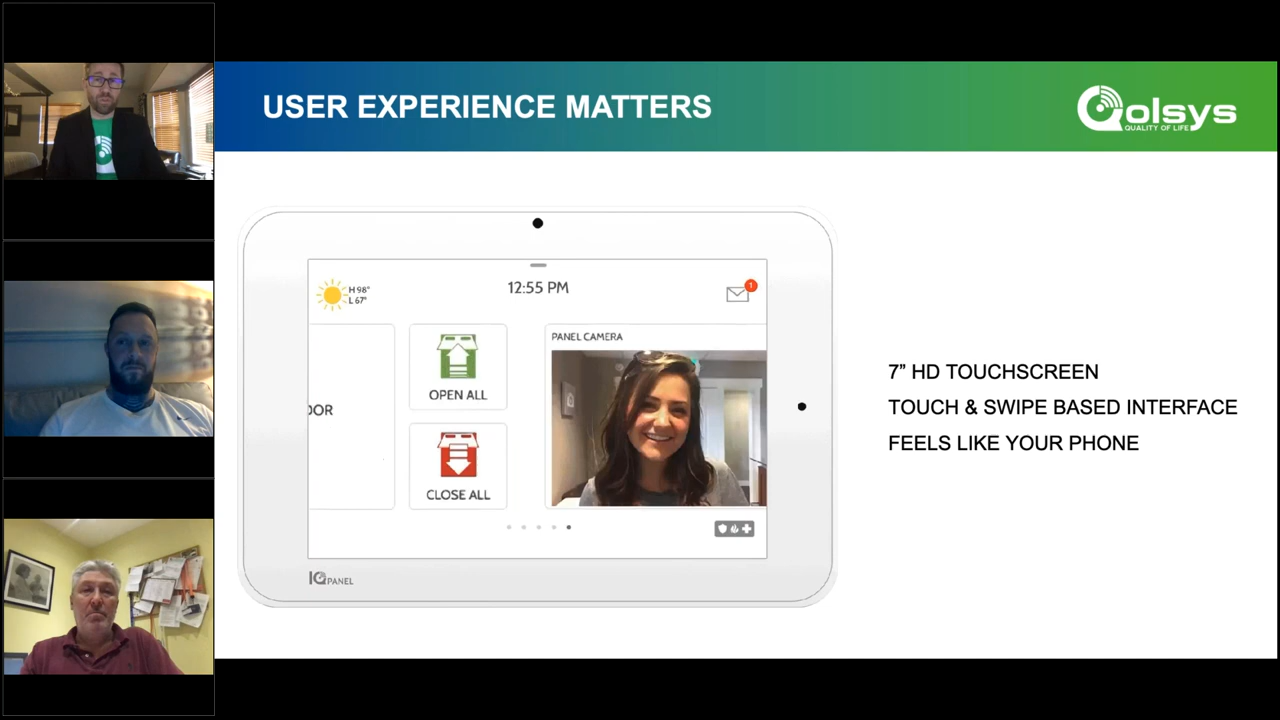 USER EXPERIENCE MATTERS
Qolsys
QUALITY OF LIFE
H 98°
L 67°
12:55 PM
1
PANEL CAMERA
OPEN ALL
OOR
CLOSE ALL
IQ PANEL
7” HD TOUCHSCREEN
TOUCH & SWIPE BASED INTERFACE
FEELS LIKE YOUR PHONE